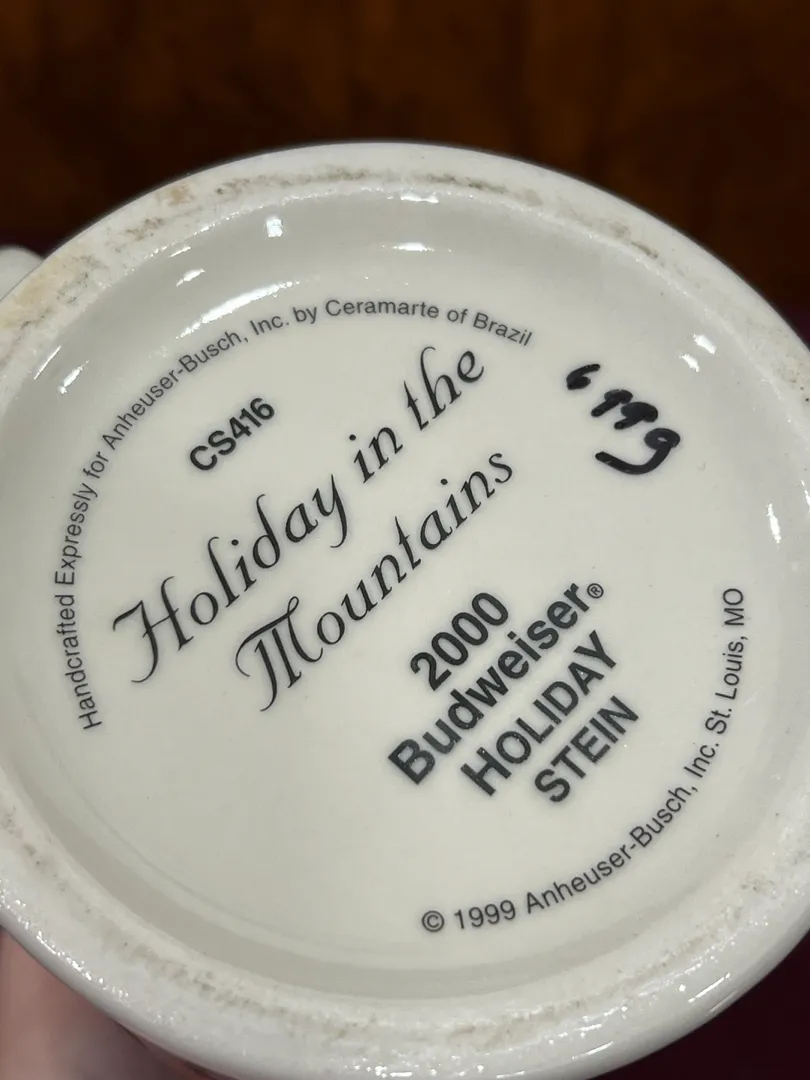 Handcrafted Expressly for Anheuser-Busch, Inc. by Ceramarte of Brazil
CS416
Holiday in the
Mountains
2000
Budweiser®
HOLIDAY
STEIN
© 1999 Anheuser-Busch, Inc. St. Louis, MO